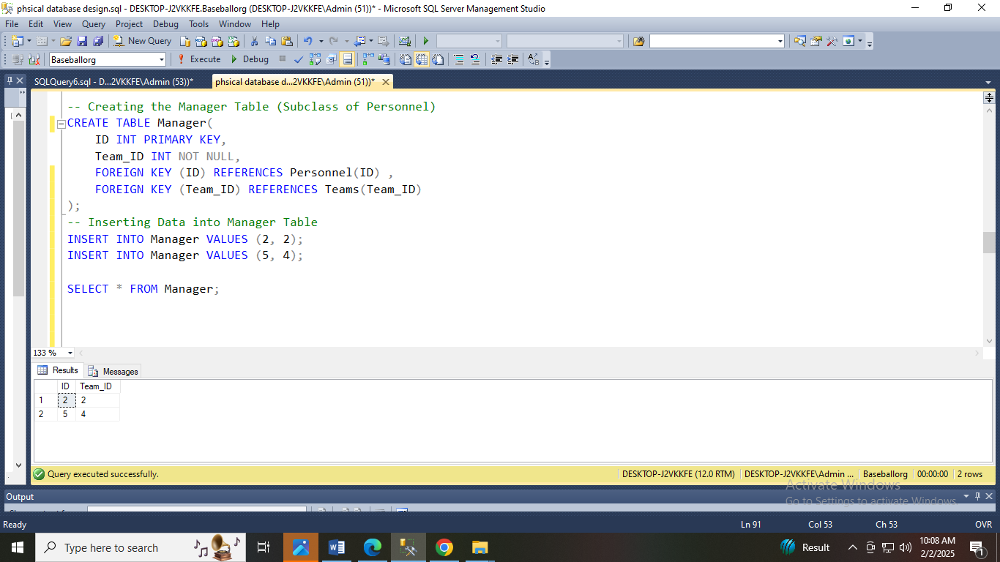 phsical database design.sql - DESKTOP-J2VKKFE.Baseballorg (DESKTOP-J2VKKFE\Admin (51))* - Microsoft SQL Server Management Studio
File Edit View Query Project Debug Tools Window Help
New Query
Baseballorg Execute Debug
SQLQuery6.sql - D...2VKKFE\Admin (53))* phsical database d...2VKKFE\Admin (51))*
-- Creating the Manager Table (Subclass of Personnel)
CREATE TABLE Manager(
ID INT PRIMARY KEY,
Team_ID INT NOT NULL,
FOREIGN KEY (ID) REFERENCES Personnel(ID) ,
FOREIGN KEY (Team_ID) REFERENCES Teams(Team_ID)
);
-- Inserting Data into Manager Table
INSERT INTO Manager VALUES (2, 2);
INSERT INTO Manager VALUES (5, 4);
SELECT * FROM Manager;
133 %
Results Messages
ID Team_ID
1 2 2
2 5 4
Query executed successfully. DESKTOP-J2VKKFE (12.0 RTM) DESKTOP-J2VKKFE\Admin ... Baseballorg 00:00:00 2 rows
Activate Windows
Output
Go to Settings to activate Windows.
Ready Ln 91 Col 53 Ch 53 OVR
Type here to search Result 10:08 AM
2/2/2025 1